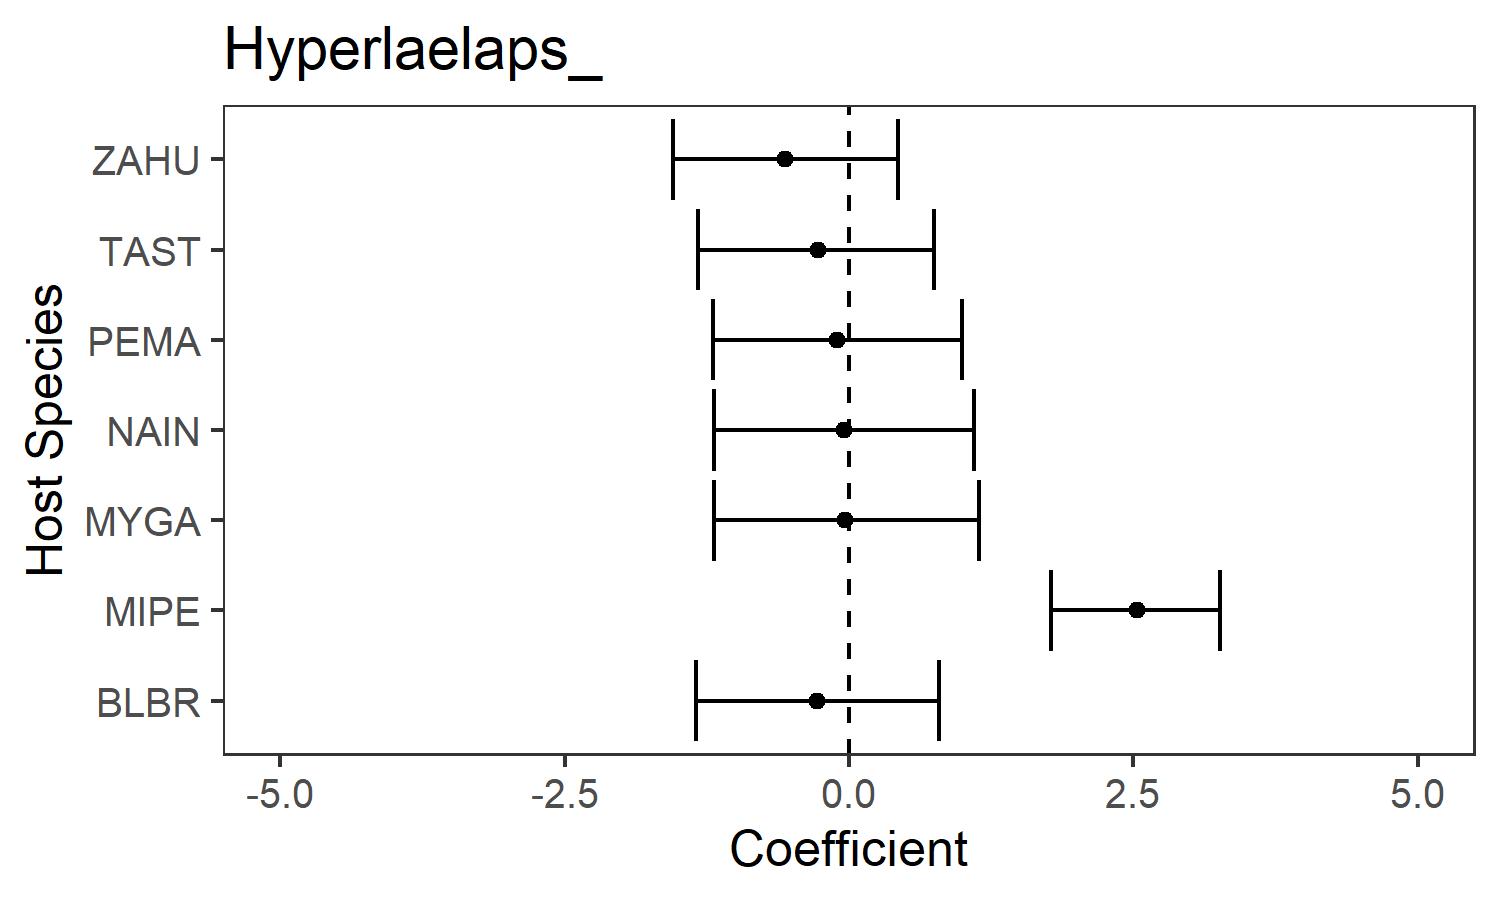 Hyperlaelaps_
ZAHU
TAST
PEMA
NAIN
MYGA
MIPE
BLBR
Host Species
-5.0 -2.5 0.0 2.5 5.0
Coefficient